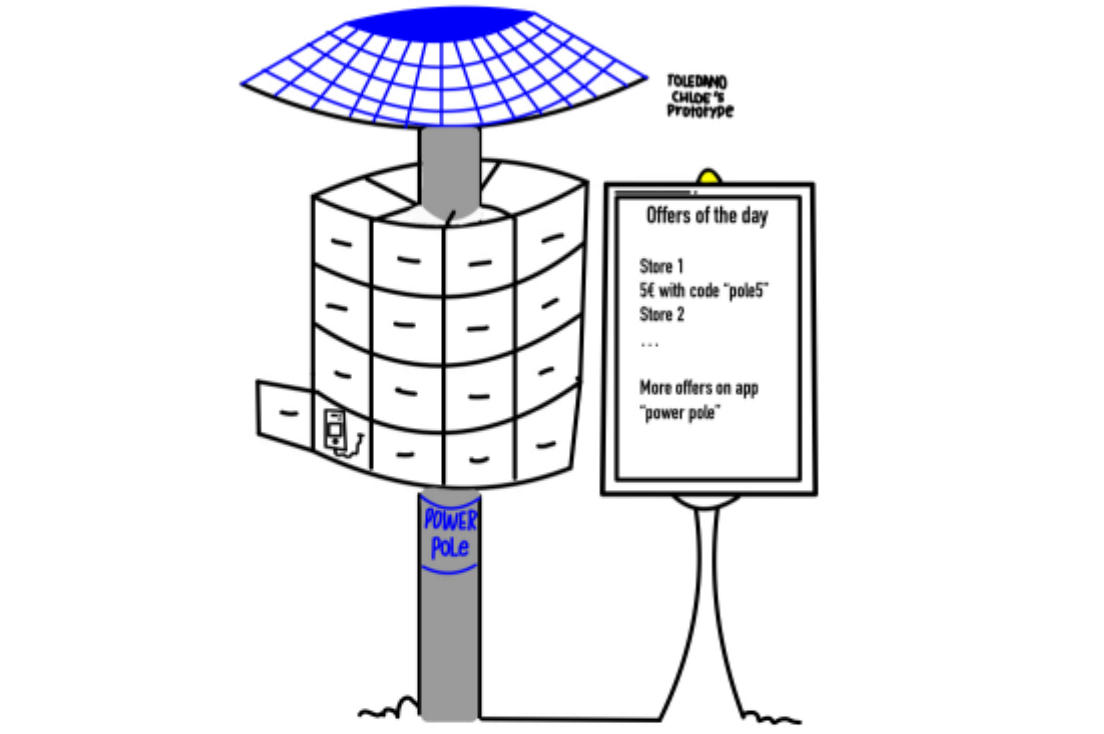 TOLEDANO
CHLOE'S
Prototype
Offers of the day
Store 1
5€ with code “pole5”
Store 2
...
More offers on app
“power pole”
POWER
Pole